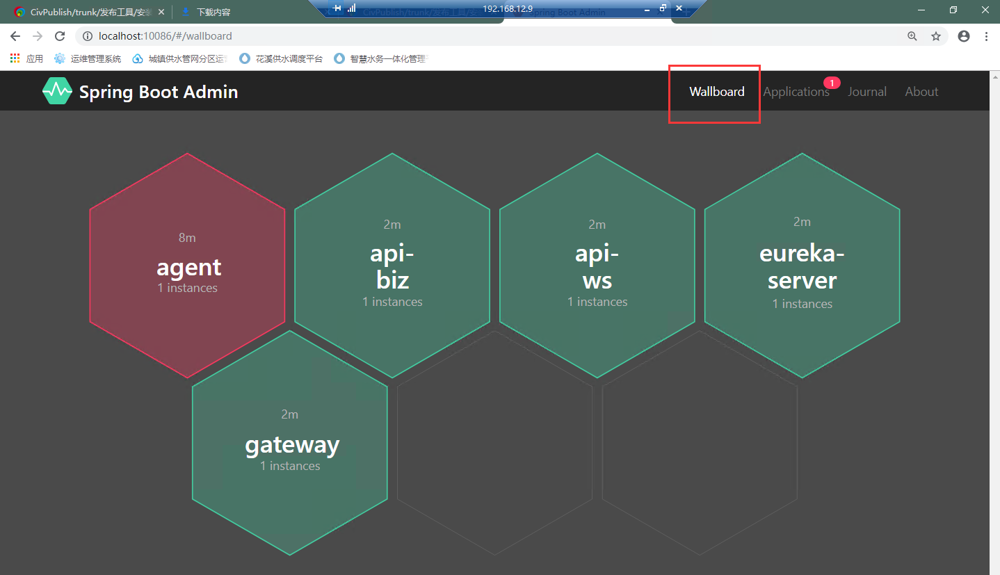 CivPublish/trunk/发布工具/安装
下载内容
192.168.12.9
Spring Boot Admin
localhost:10086/#/wallboard
应用
运维管理系统
城镇供水管网分区运
花溪供水调度平台
智慧水务一体化管理
Spring Boot Admin
Wallboard
Applications
1
Journal
About
8m
agent
1 instances
2m
api-
biz
1 instances
2m
api-
ws
1 instances
2m
eureka-
server
1 instances
2m
gateway
1 instances